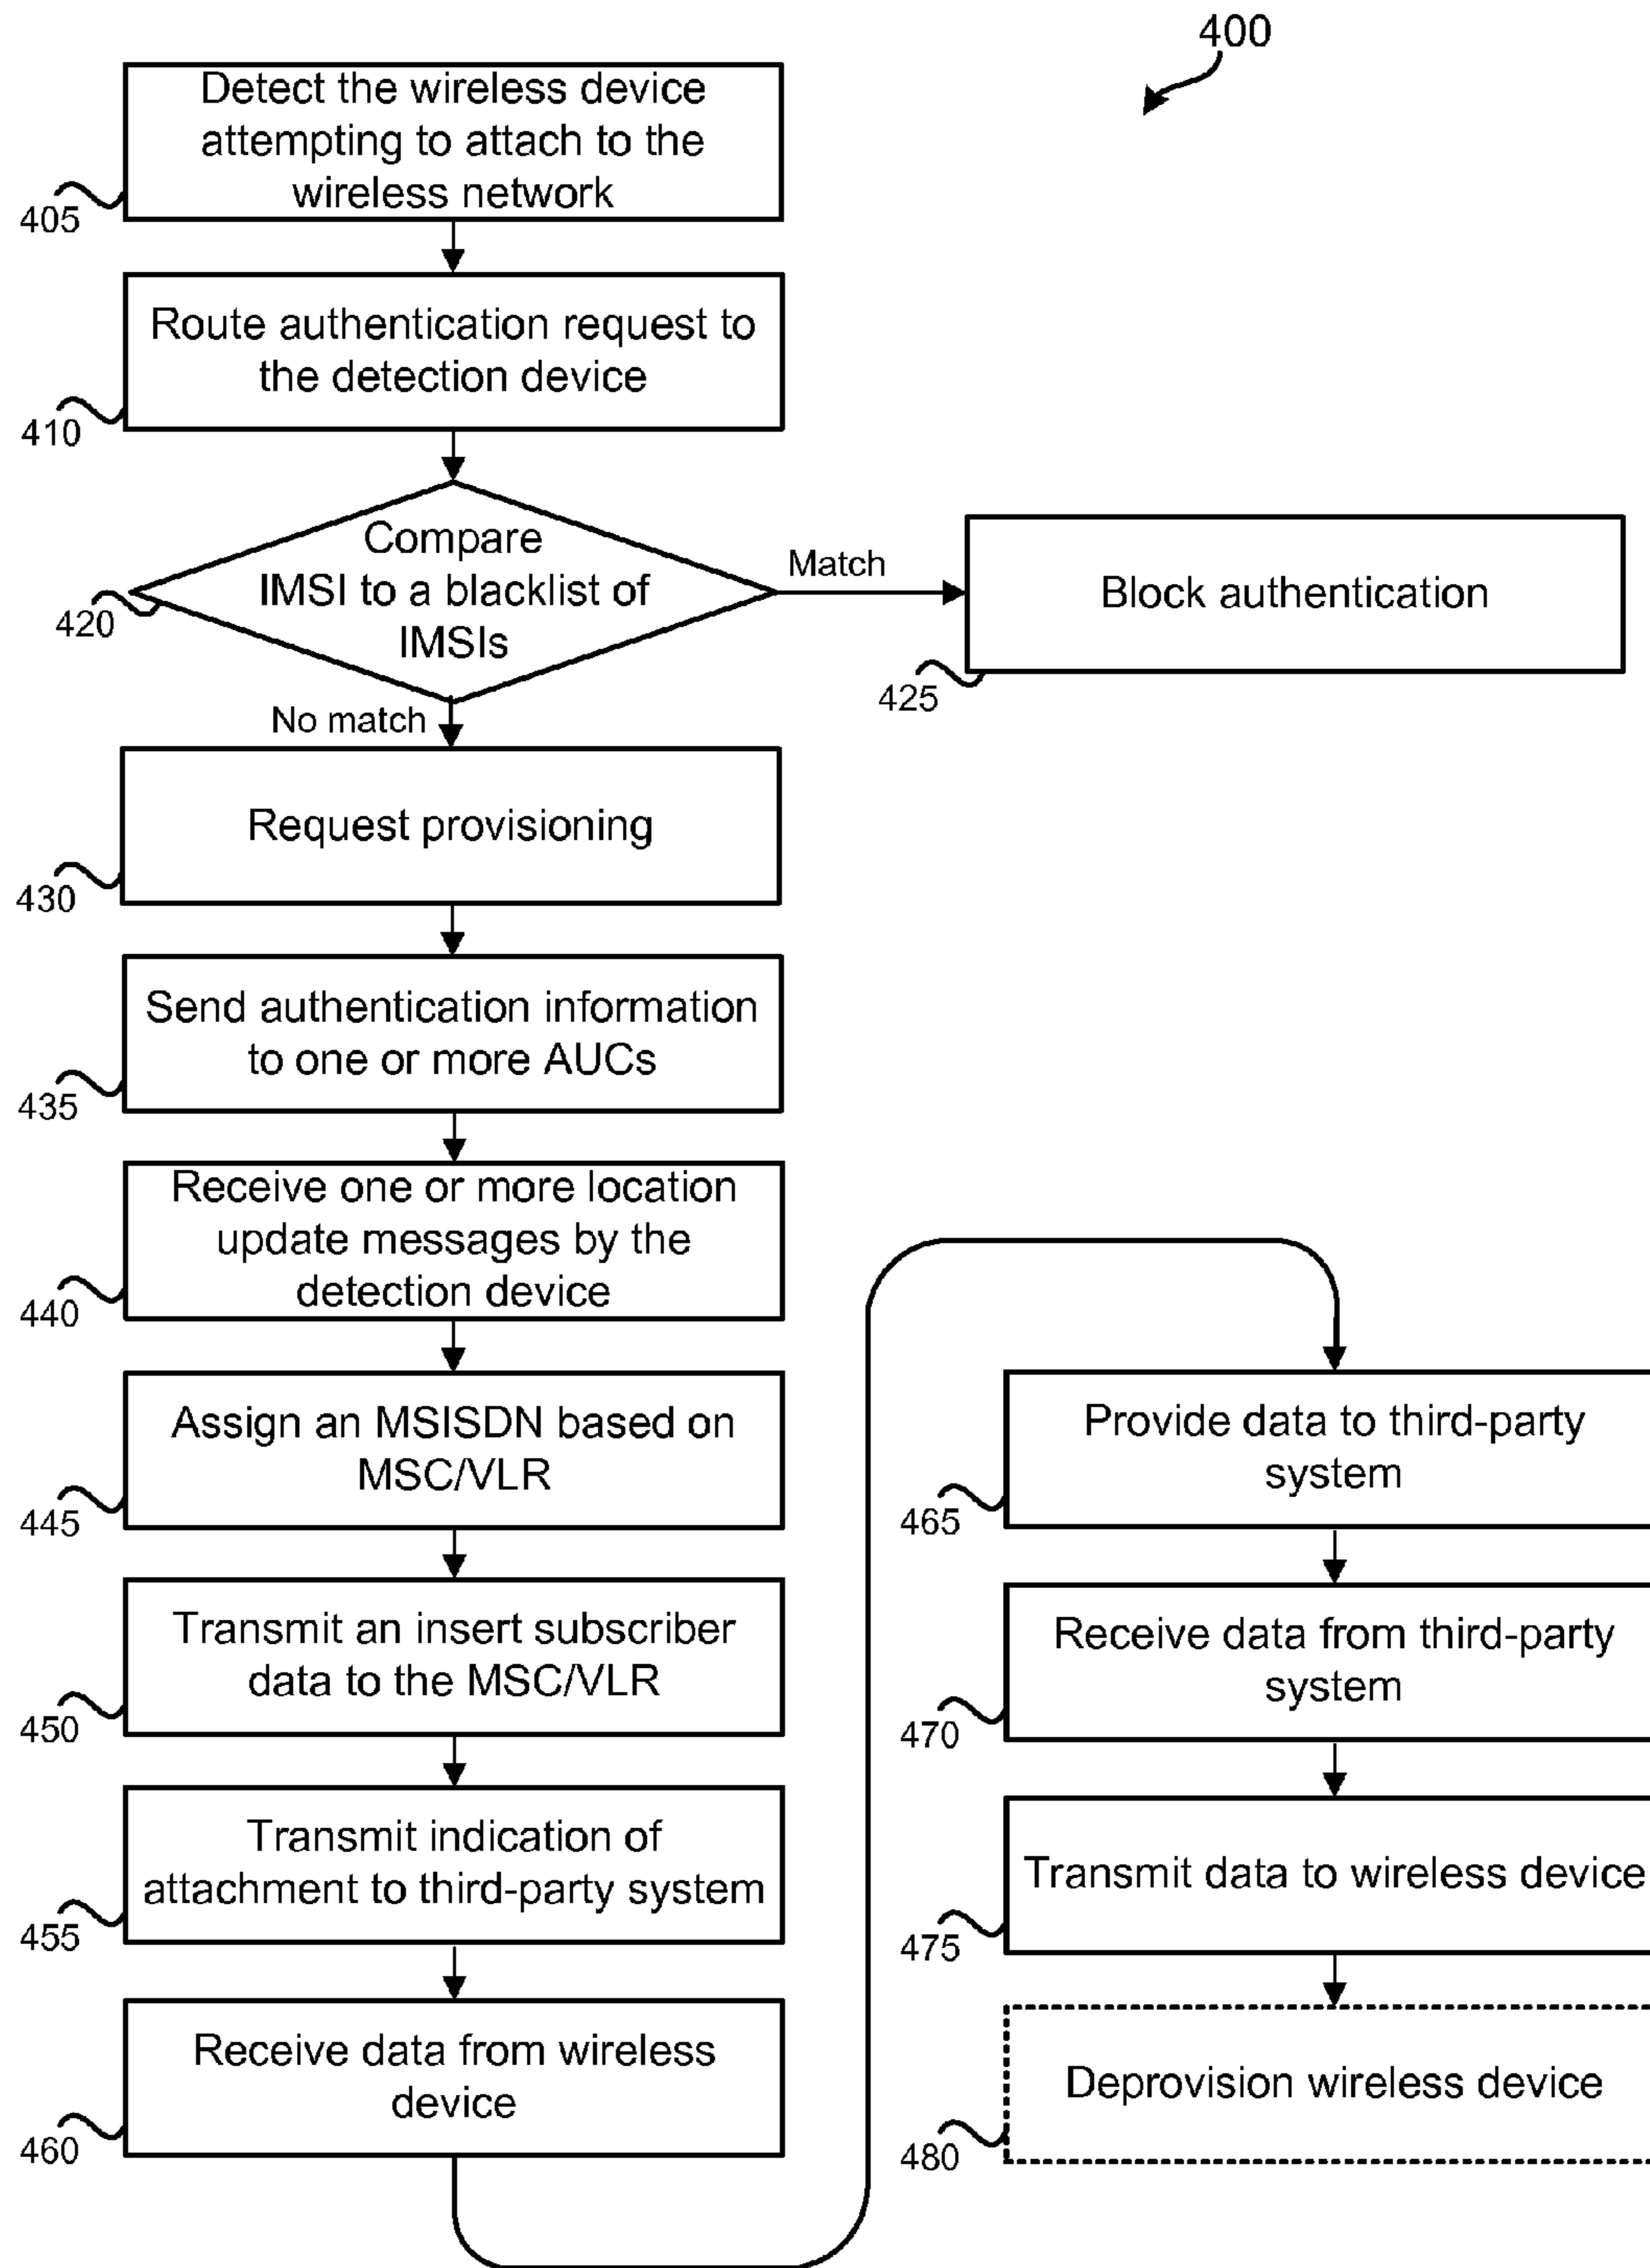 400
Detect the wireless device
attempting to attach to the
wireless network
405
Route authentication request to
the detection device
410
Compare
IMSI to a blacklist of
IMSIs
420
Match
Block authentication
425
No match
Request provisioning
430
Send authentication information
to one or more AUCs
435
Receive one or more location
update messages by the
detection device
440
Assign an MSISDN based on
MSC/VLR
445
Transmit an insert subscriber
data to the MSC/VLR
450
Transmit indication of
attachment to third-party system
455
Receive data from wireless
device
460
Provide data to third-party
system
465
Receive data from third-party
system
470
Transmit data to wireless device
475
Deprovision wireless device
480